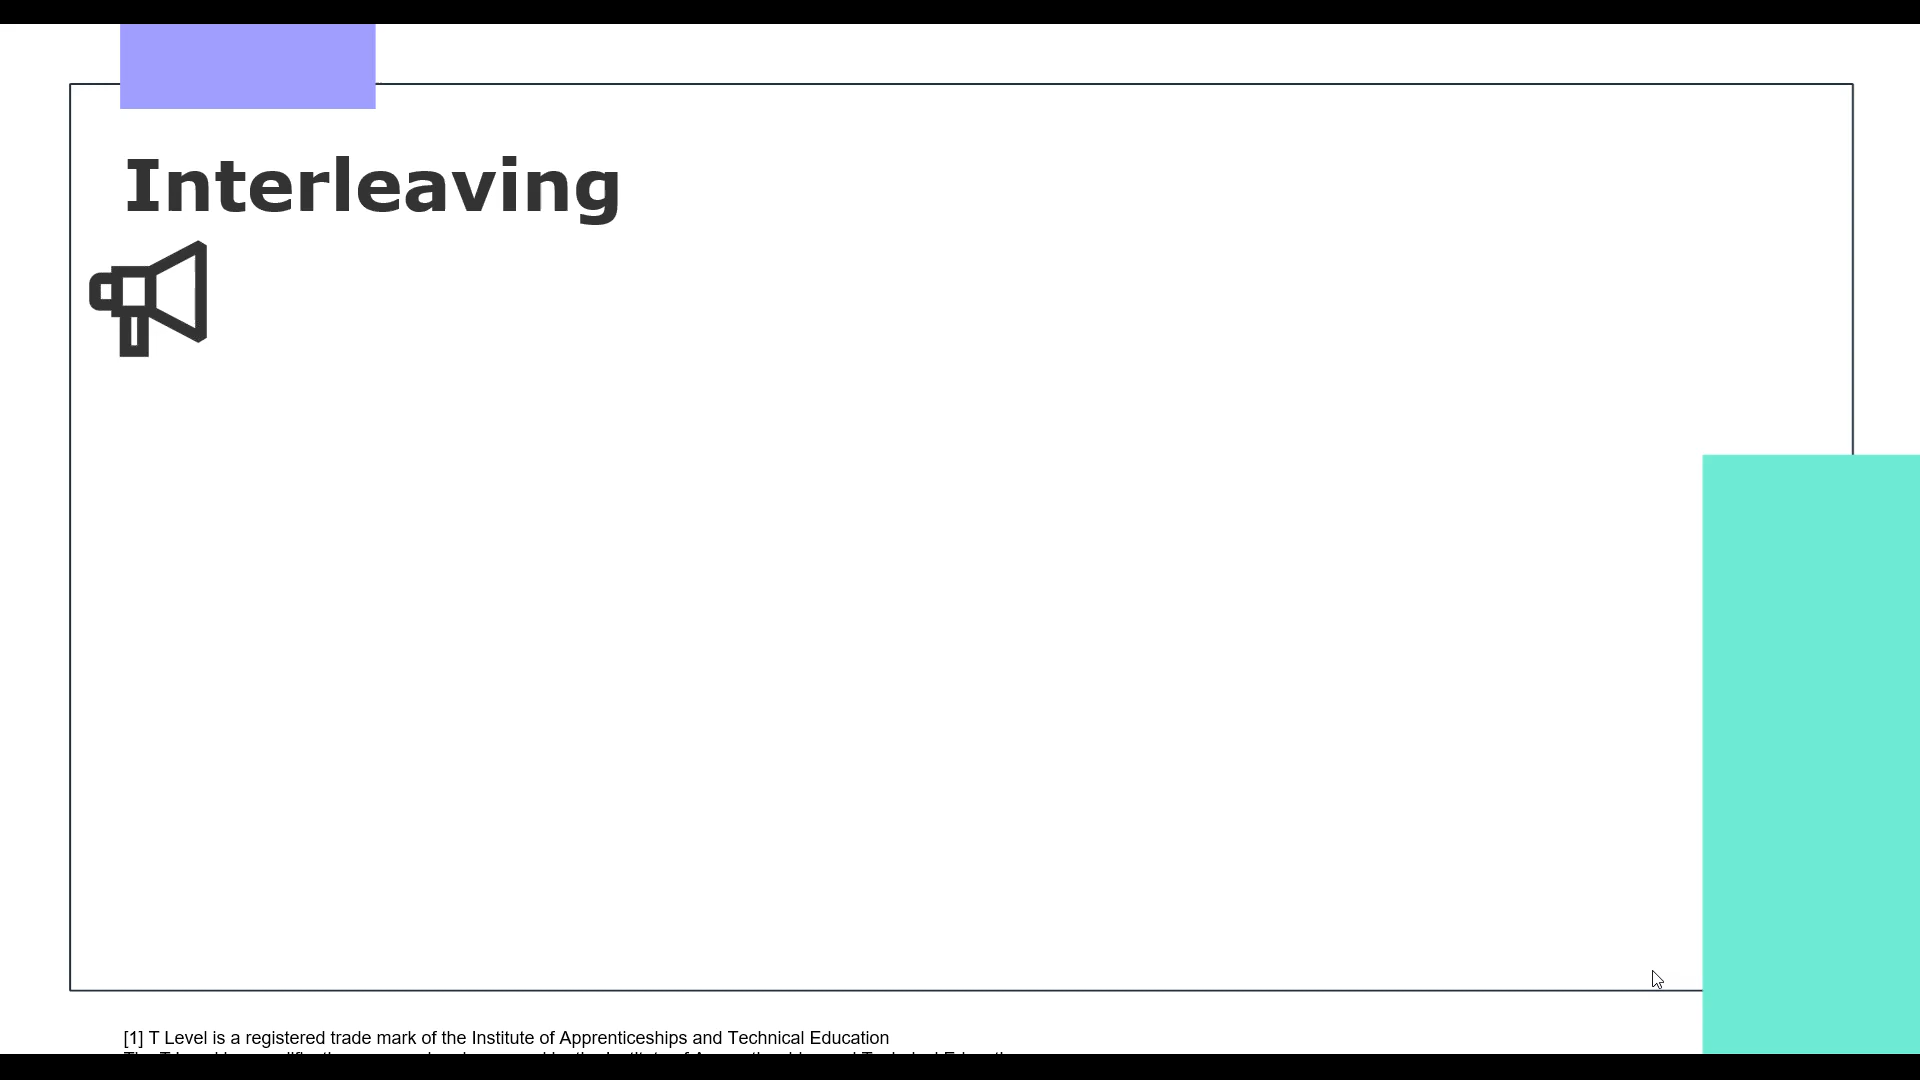 Interleaving
[1] T Level is a registered trade mark of the Institute of Apprenticeships and Technical Education